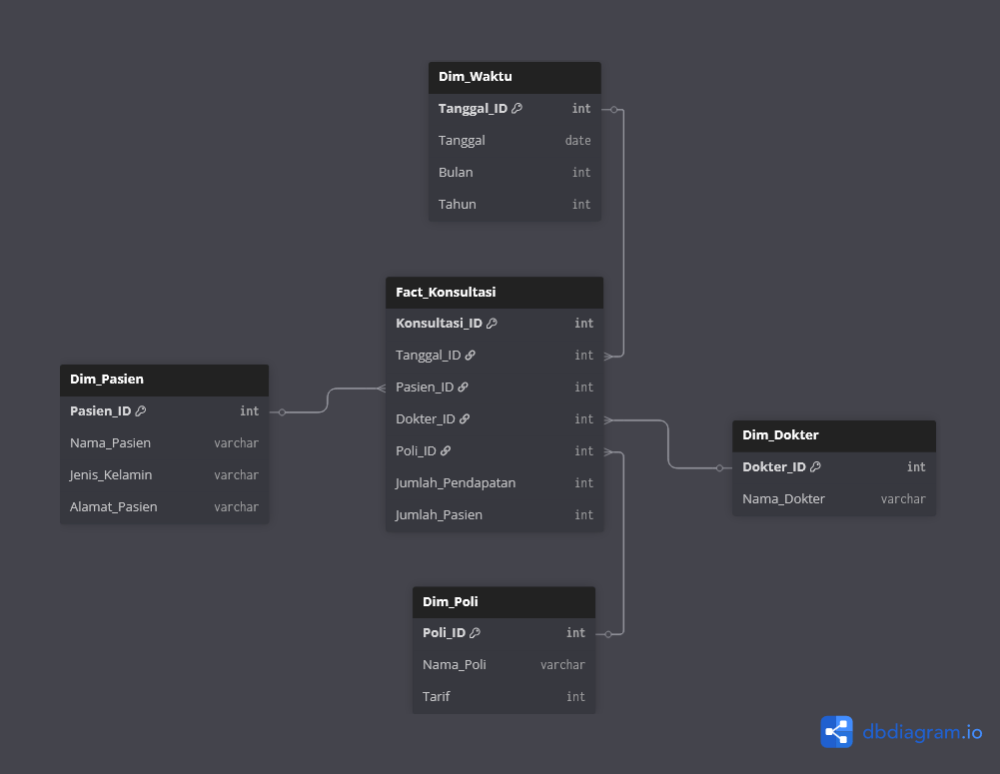 Dim_Waktu
Tanggal_ID int
Tanggal date
Bulan int
Tahun int
Fact_Konsultasi
Konsultasi_ID int
Tanggal_ID int
Pasien_ID int
Dokter_ID int
Poli_ID int
Jumlah_Pendapatan int
Jumlah_Pasien int
Dim_Pasien
Pasien_ID int
Nama_Pasien varchar
Jenis_Kelamin varchar
Alamat_Pasien varchar
Dim_Dokter
Dokter_ID int
Nama_Dokter varchar
Dim_Poli
Poli_ID int
Nama_Poli varchar
Tarif int
dbdiagram.io